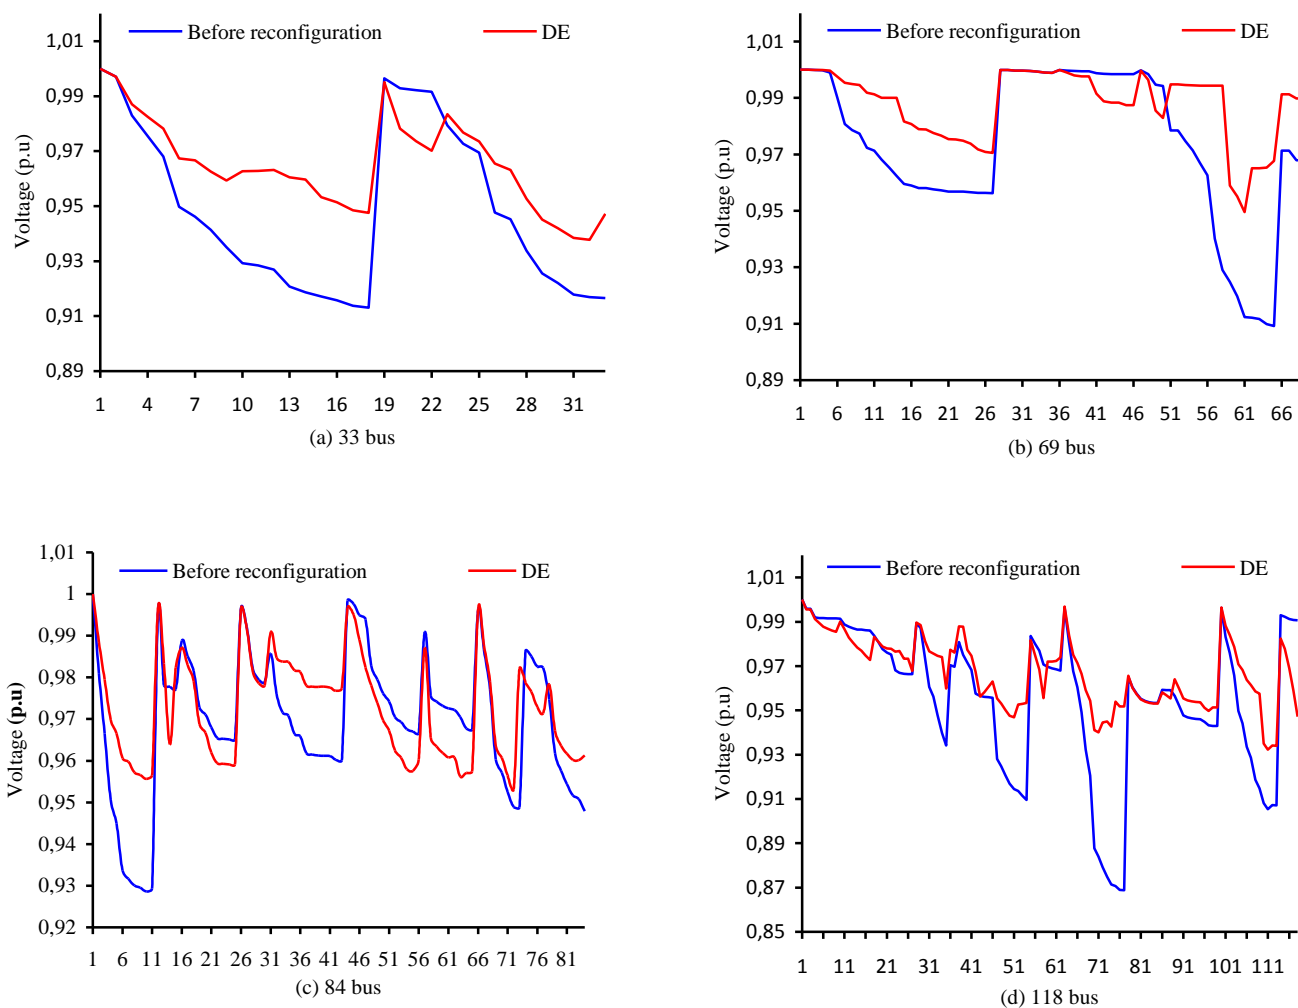 Before reconfiguration DE
1,01
0,99
0,97
0,95
0,93
0,91
0,89
Voltage (p.u)
1 4 7 10 13 16 19 22 25 28 31
(a) 33 bus
Before reconfiguration DE
1,01
0,99
0,97
0,95
0,93
0,91
0,89
Voltage (p.u)
1 6 11 16 21 26 31 36 41 46 51 56 61 66
(b) 69 bus
Before reconfiguration DE
1,01
1
0,99
0,98
0,97
0,96
0,95
0,94
0,93
0,92
Voltage (p.u)
1 6 11 16 21 26 31 36 41 46 51 56 61 66 71 76 81
(c) 84 bus
Before reconfiguration DE
1,01
0,99
0,97
0,95
0,93
0,91
0,89
0,87
0,85
Voltage (p.u)
1 11 21 31 41 51 61 71 81 91 101 111
(d) 118 bus